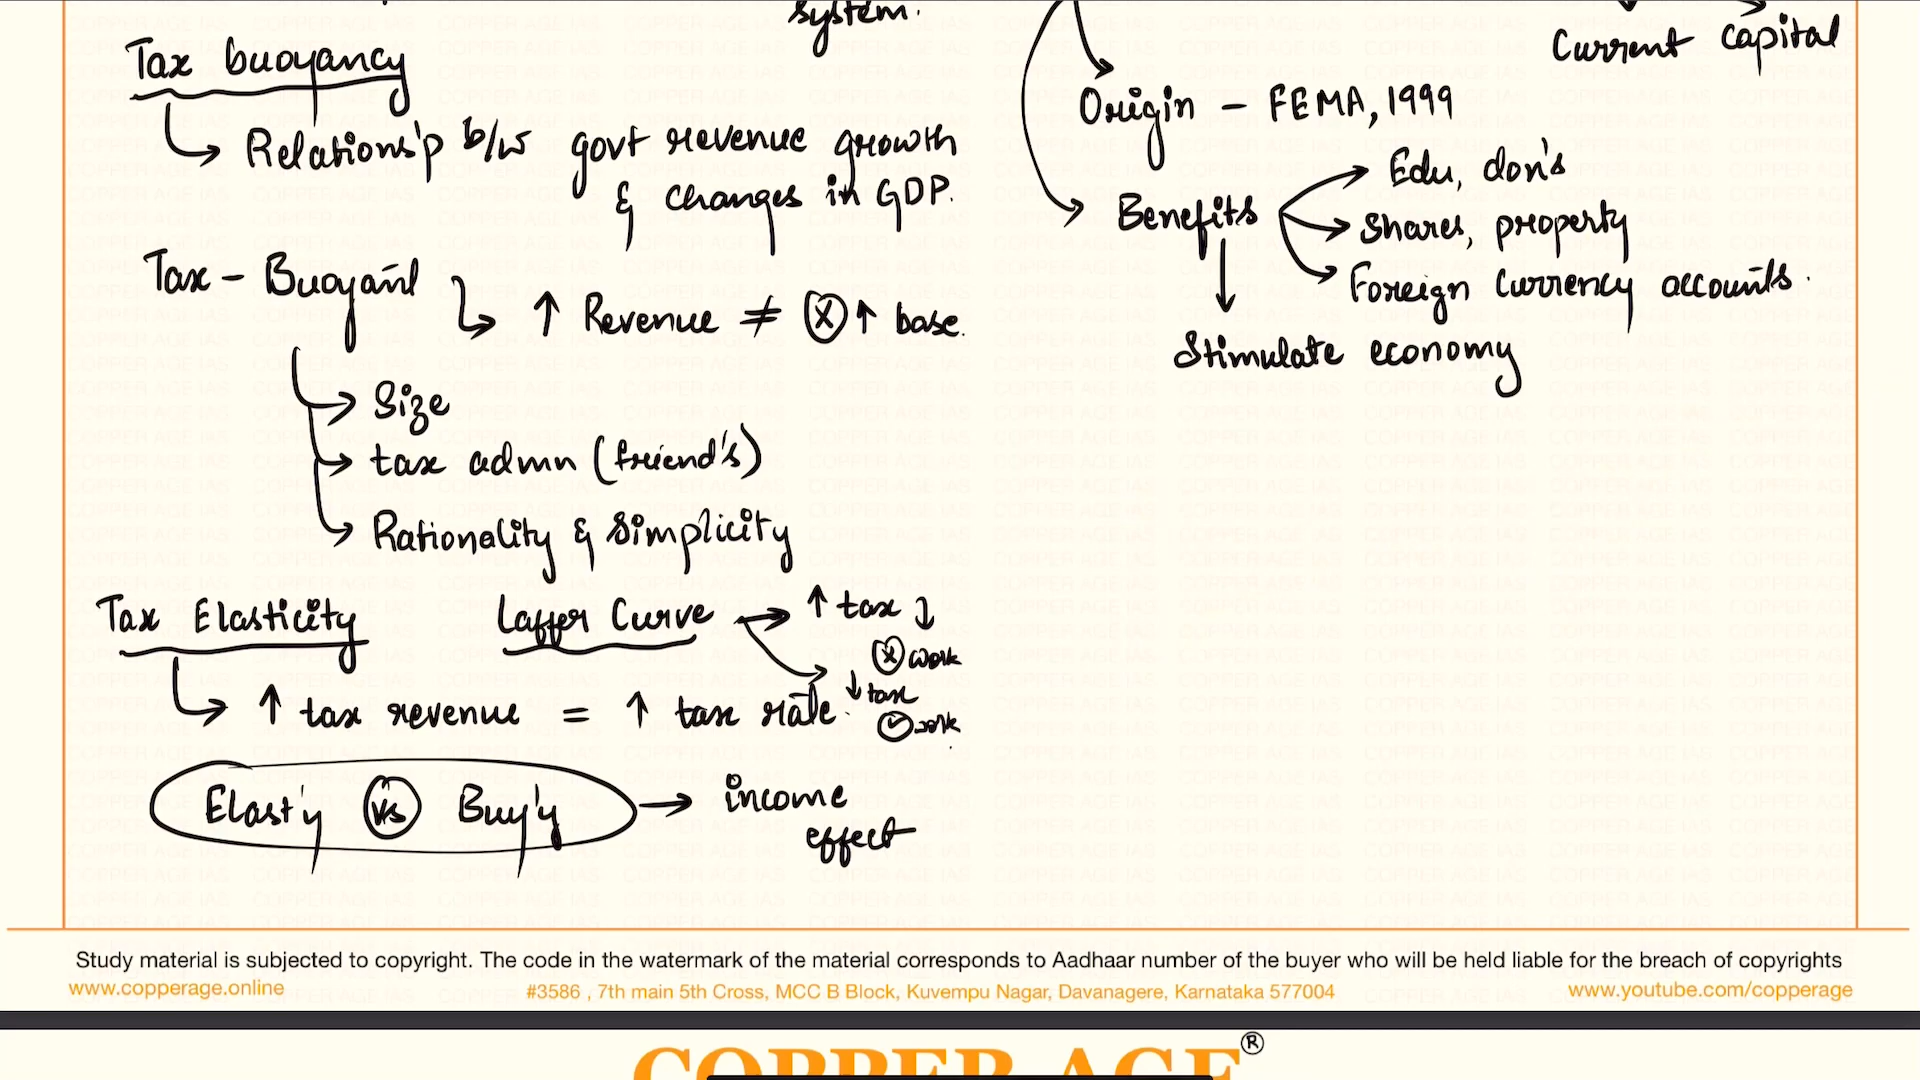 system.
Tax buoyancy
Relations'p b/w govt revenue growth
& changes in GDP.
Tax - Buoyant
↑ Revenue ≠ ⓧ ↑ base.
Size
tax admn (friend's)
Rationality & Simplicity
Tax Elasticity
↑ tax revenue = ↑ tax rate.
Laffer Curve → ↑ tax
ⓧ work
↓ tax
work
Elast'y vs Buy'y → income
effect
Current capital
Origin - FEMA, 1999
Benefits
Edu, don's
Shares, property
Foreign currency accounts.
Stimulate economy
Study material is subjected to copyright. The code in the watermark of the material corresponds to Aadhaar number of the buyer who will be held liable for the breach of copyrights
www.copperage.online
#3586 , 7th main 5th Cross, MCC B Block, Kuvempu Nagar, Davanagere, Karnataka 577004
www.youtube.com/copperage
COPPER AGE®